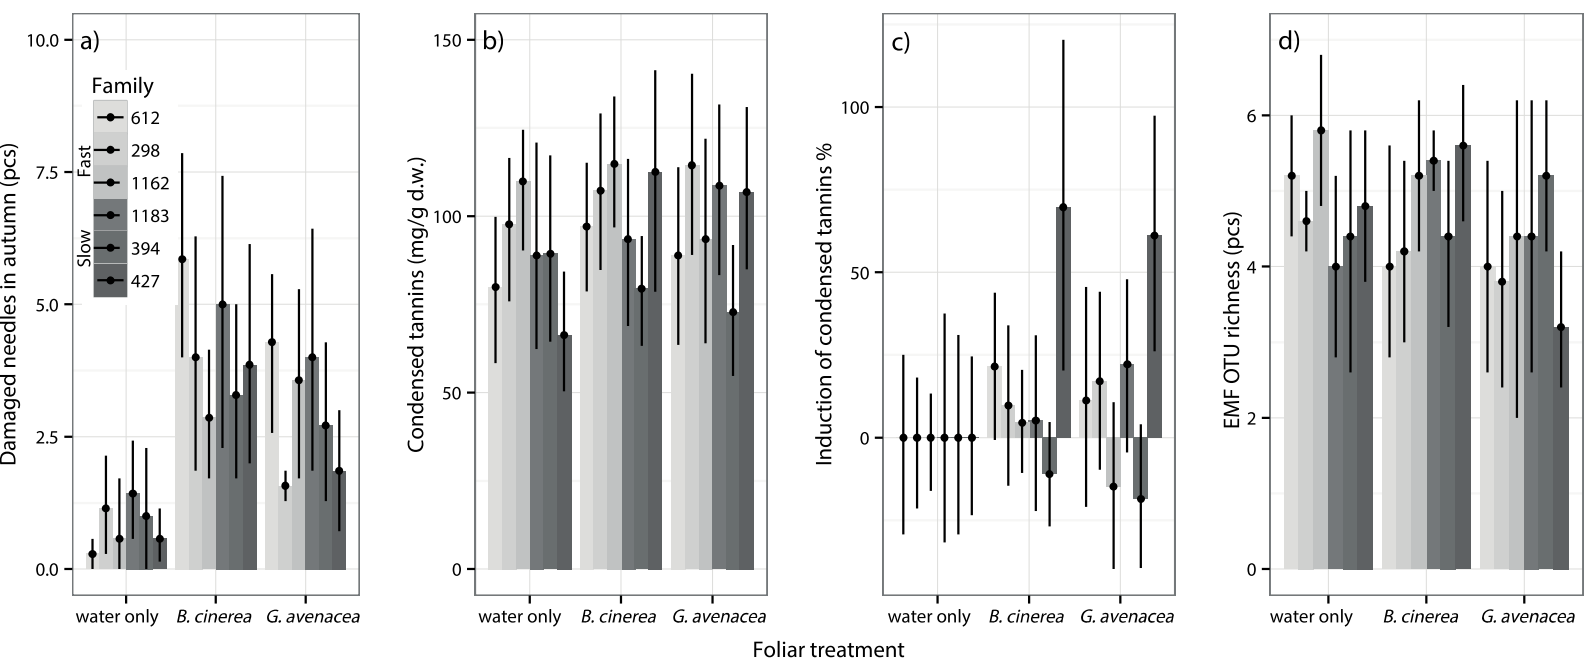 a)
Damaged needles in autumn (pcs)
10.0
7.5
5.0
2.5
0.0
Family
Fast
Slow
612
298
1162
1183
394
427
water only
B. cinerea
G. avenacea
b)
Condensed tannins (mg/g d.w.)
150
100
50
0
water only
B. cinerea
G. avenacea
c)
Induction of condensed tannins %
100
50
0
water only
B. cinerea
G. avenacea
d)
EMF OTU richness (pcs)
6
4
2
0
water only
B. cinerea
G. avenacea
Foliar treatment